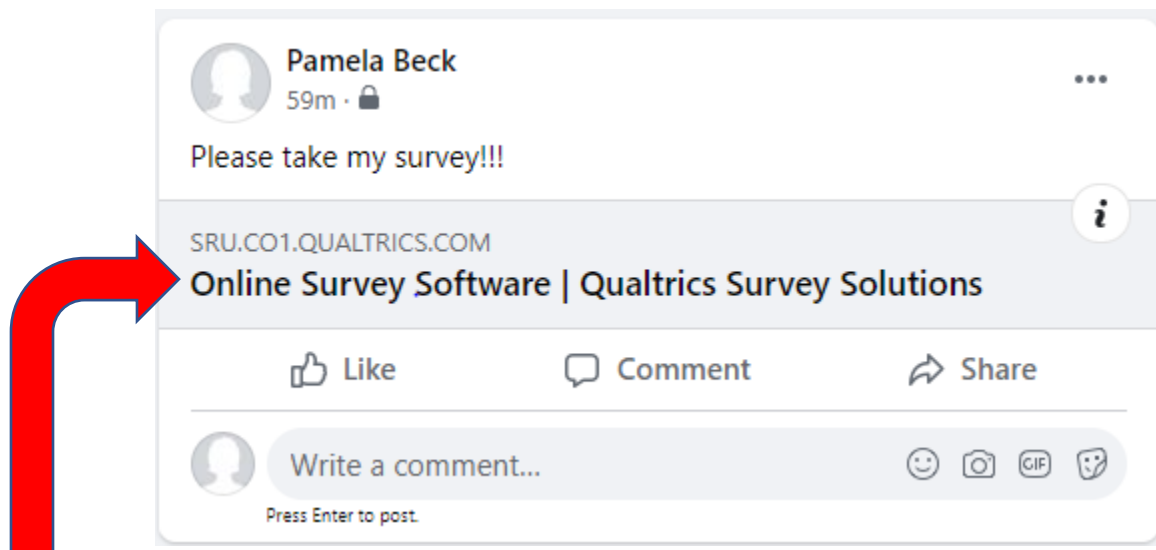 Pamela Beck
59m ·
Please take my survey!!!
i
SRU.CO1.QUALTRICS.COM
Online Survey Software | Qualtrics Survey Solutions
Like Comment Share
Write a comment... GIF
Press Enter to post.